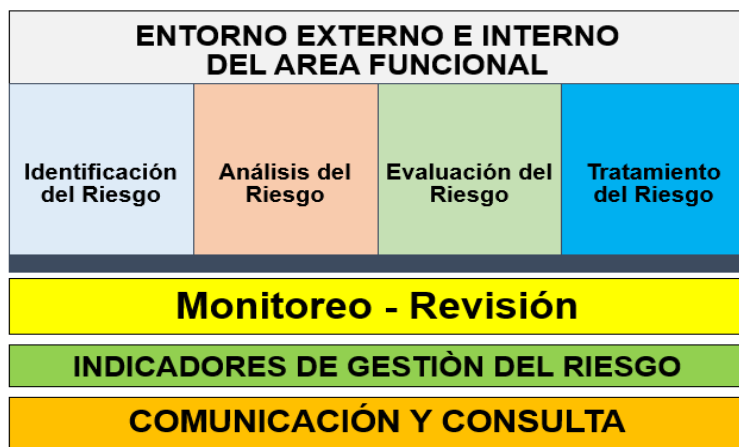 ENTORNO EXTERNO E INTERNO
DEL AREA FUNCIONAL
Identificación
del Riesgo
Análisis del
Riesgo
Evaluación del
Riesgo
Tratamiento
del Riesgo
Monitoreo - Revisión
INDICADORES DE GESTIÒN DEL RIESGO
COMUNICACIÓN Y CONSULTA